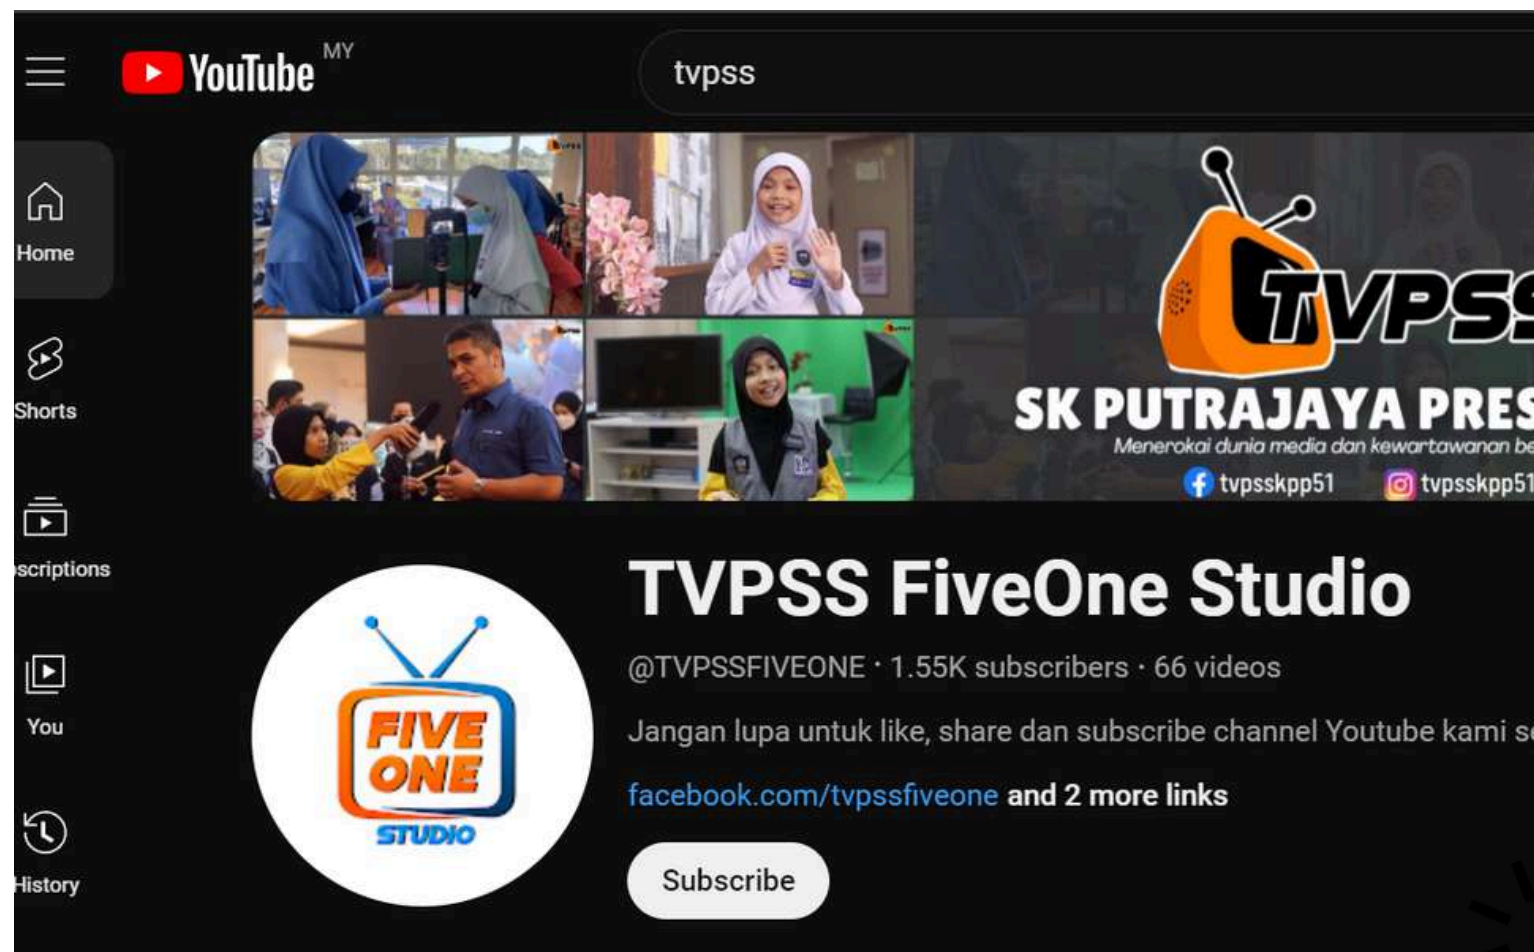 YouTube MY
tvpss
Home
Shorts
scriptions
You
History
TVPSS
TVPSS
SK PUTRAJAYA PRES
Menerokai dunia media dan kewartawanan be
tvpsskpp51
tvpsskpp51
FIVE
ONE
STUDIO
TVPSS FiveOne Studio
@TVPSSFIVEONE · 1.55K subscribers · 66 videos
Jangan lupa untuk like, share dan subscribe channel Youtube kami se
facebook.com/tvpssfiveone and 2 more links
Subscribe